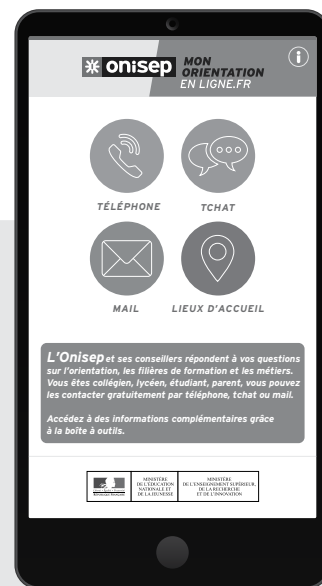 onisep
MON
ORIENTATION
EN LIGNE.FR
i
TÉLÉPHONE
TCHAT
MAIL
LIEUX D'ACCUEIL
L'Onisep et ses conseillers répondent à vos questions
sur l'orientation, les filières de formation et les métiers.
Vous êtes collégien, lycéen, étudiant, parent, vous pouvez
les contacter gratuitement par téléphone, tchat ou mail.
Accédez à des informations complémentaires grâce
à la boîte à outils.
MINISTÈRE
DE L'ÉDUCATION
NATIONALE ET
DE LA JEUNESSE
MINISTÈRE
DE L'ENSEIGNEMENT SUPÉRIEUR,
DE LA RECHERCHE
ET DE L'INNOVATION